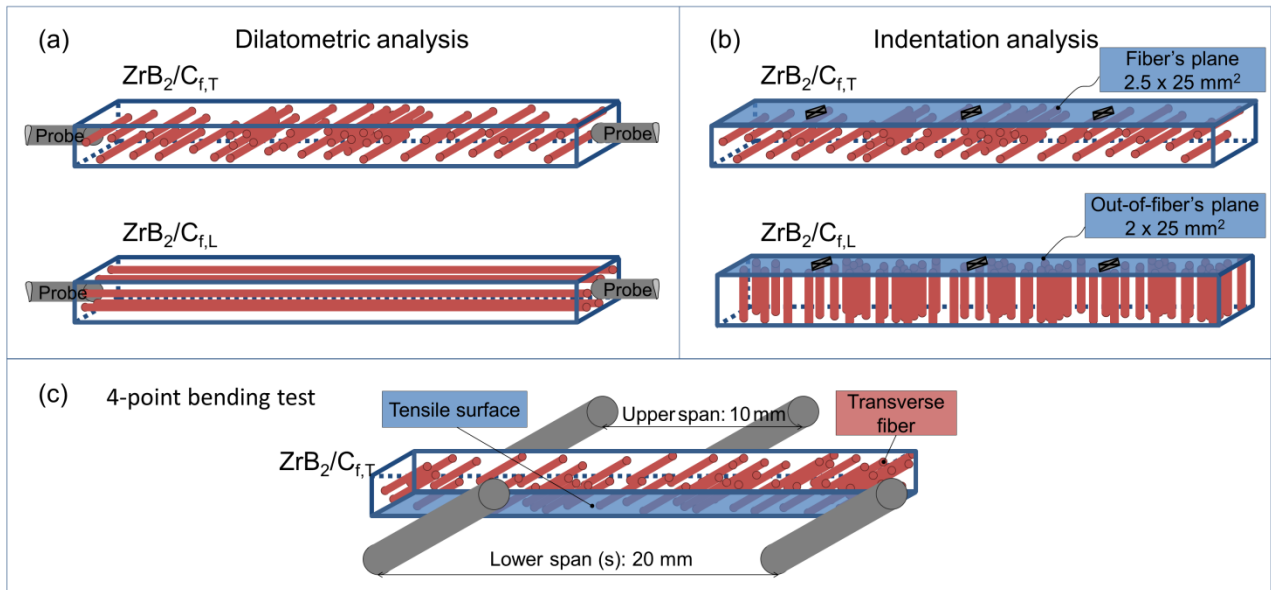 (a) Dilatometric analysis
ZrB₂/Cf,T
Probe Probe
ZrB₂/Cf,L
Probe Probe
(b) Indentation analysis
ZrB₂/Cf,T
Fiber's plane
2.5 x 25 mm²
ZrB₂/Cf,L
Out-of-fiber's plane
2 x 25 mm²
(c) 4-point bending test
Tensile surface
Upper span: 10 mm
Transverse
fiber
ZrB₂/Cf,T
Lower span (s): 20 mm